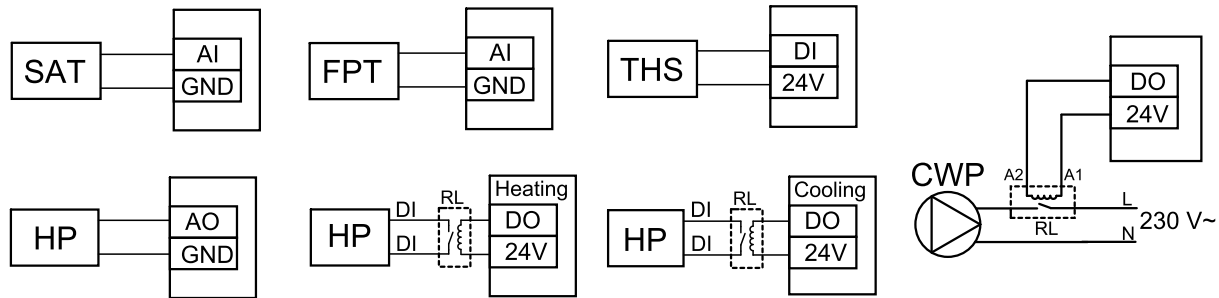 SAT
AI
GND
FPT
AI
GND
THS
DI
24V
DO
24V
CWP
A2
A1
L
RL
N
230 V~
HP
AO
GND
HP
DI
DI
RL
Heating
DO
24V
HP
DI
DI
RL
Cooling
DO
24V